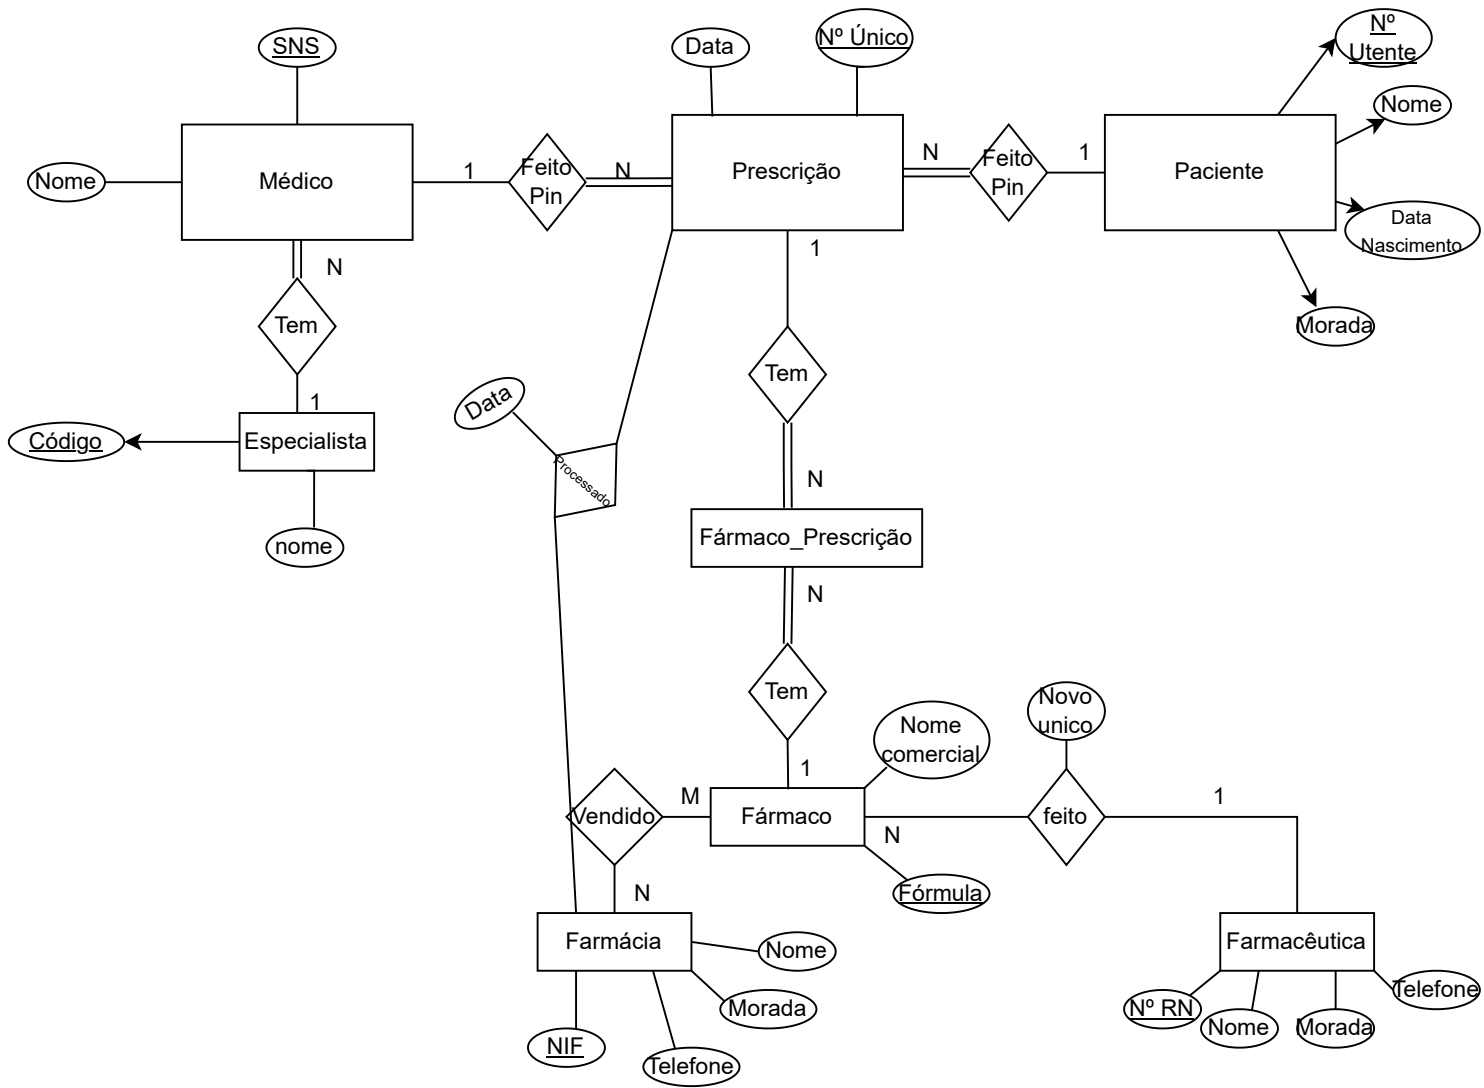 Nº
Utente
SNS
Data
Nº Único
Nome
Nome
Médico
1
Feito
Pin
N
Prescrição
N
Feito
Pin
1
Paciente
Data
Nascimento
N
1
Tem
Morada
Tem
Data
1
Código
Especialista
Processado
N
nome
Fármaco_Prescrição
N
Tem
Novo
unico
Nome
comercial
1
M
1
Vendido
Fármaco
feito
N
N
Fórmula
Farmácia
Nome
Farmacêutica
Morada
Telefone
Nº RN
Nome
Morada
NIF
Telefone